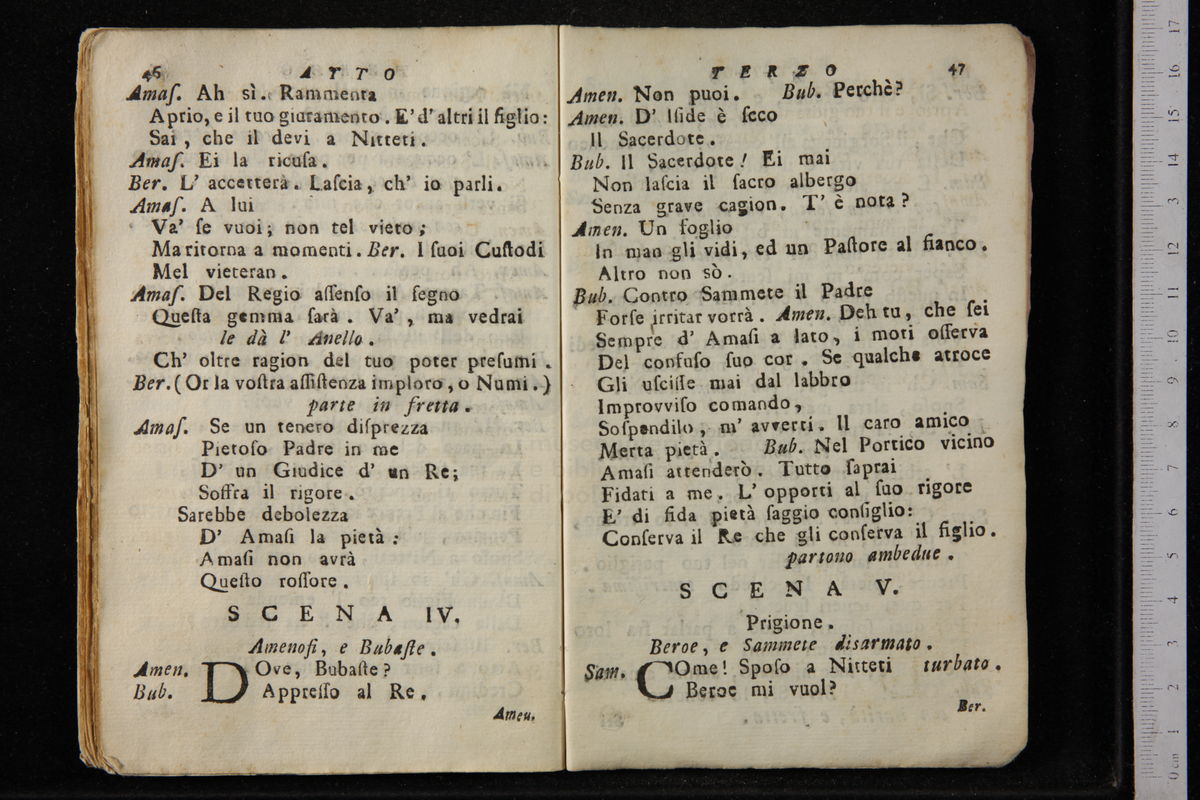 46 ATTO
Amaſ. Ah sì. Rammenta
Aprio, e il tuo giuramento. E' d' altri il figlio:
Sai, che il devi a Nitteti.
Amaſ. Ei la ricuſa.
Ber. L' accetterà. Laſcia, ch' io parli.
Amaſ. A lui
Va' ſe vuoi; non tel vieto;
Ma ritorna a momenti. Ber. I ſuoi Cuſtodi
Mel vieteran.
Amaſ. Del Regio aſſenſo il ſegno
Queſta gemma ſarà. Va', ma vedrai
le dà l' Anello.
Ch' oltre ragion del tuo poter preſumi.
Ber. (Or la voſtra aſſiſtenza imploro, o Numi.)
parte in fretta.
Amaſ. Se un tenero diſprezza
Pietoſo Padre in me
D' un Giudice d' un Re;
Soffra il rigore.
Sarebbe debolezza
D' Amaſi la pietà:
Amaſi non avrà
Queſto roſſore.
SCENA IV.
Amenofi, e Bubaſte.
Amen. DOve, Bubaſte?
Bub. Appreſſo al Re.
Ameu.
TERZO 47
Amen. Non puoi. Bub. Perchè?
Amen. D' Iſide è ſeco
Il Sacerdote.
Bub. Il Sacerdote! Ei mai
Non laſcia il ſacro albergo
Senza grave cagion. T' è nota?
Amen. Un foglio
In man gli vidi, ed un Paſtore al fianco.
Altro non sò.
Bub. Contro Sammete il Padre
Forſe irritar vorrà. Amen. Deh tu, che ſei
Sempre d' Amaſi a lato, i moti oſſerva
Del confuſo ſuo cor. Se qualche atroce
Gli uſciſſe mai dal labbro
Improvviſo comando,
Soſpendilo, m' avverti. Il caro amico
Merta pietà. Bub. Nel Portico vicino
Amaſi attenderò. Tutto ſaprai
Fidati a me. L' opporti al ſuo rigore
E' di fida pietà ſaggio conſiglio:
Conſerva il Re che gli conſerva il figlio.
partono ambedue.
SCENA V.
Prigione.
Beroe, e Sammete disarmato.
Sam. COme! Spoſo a Nitteti turbato.
Beroe mi vuol?
Ber.